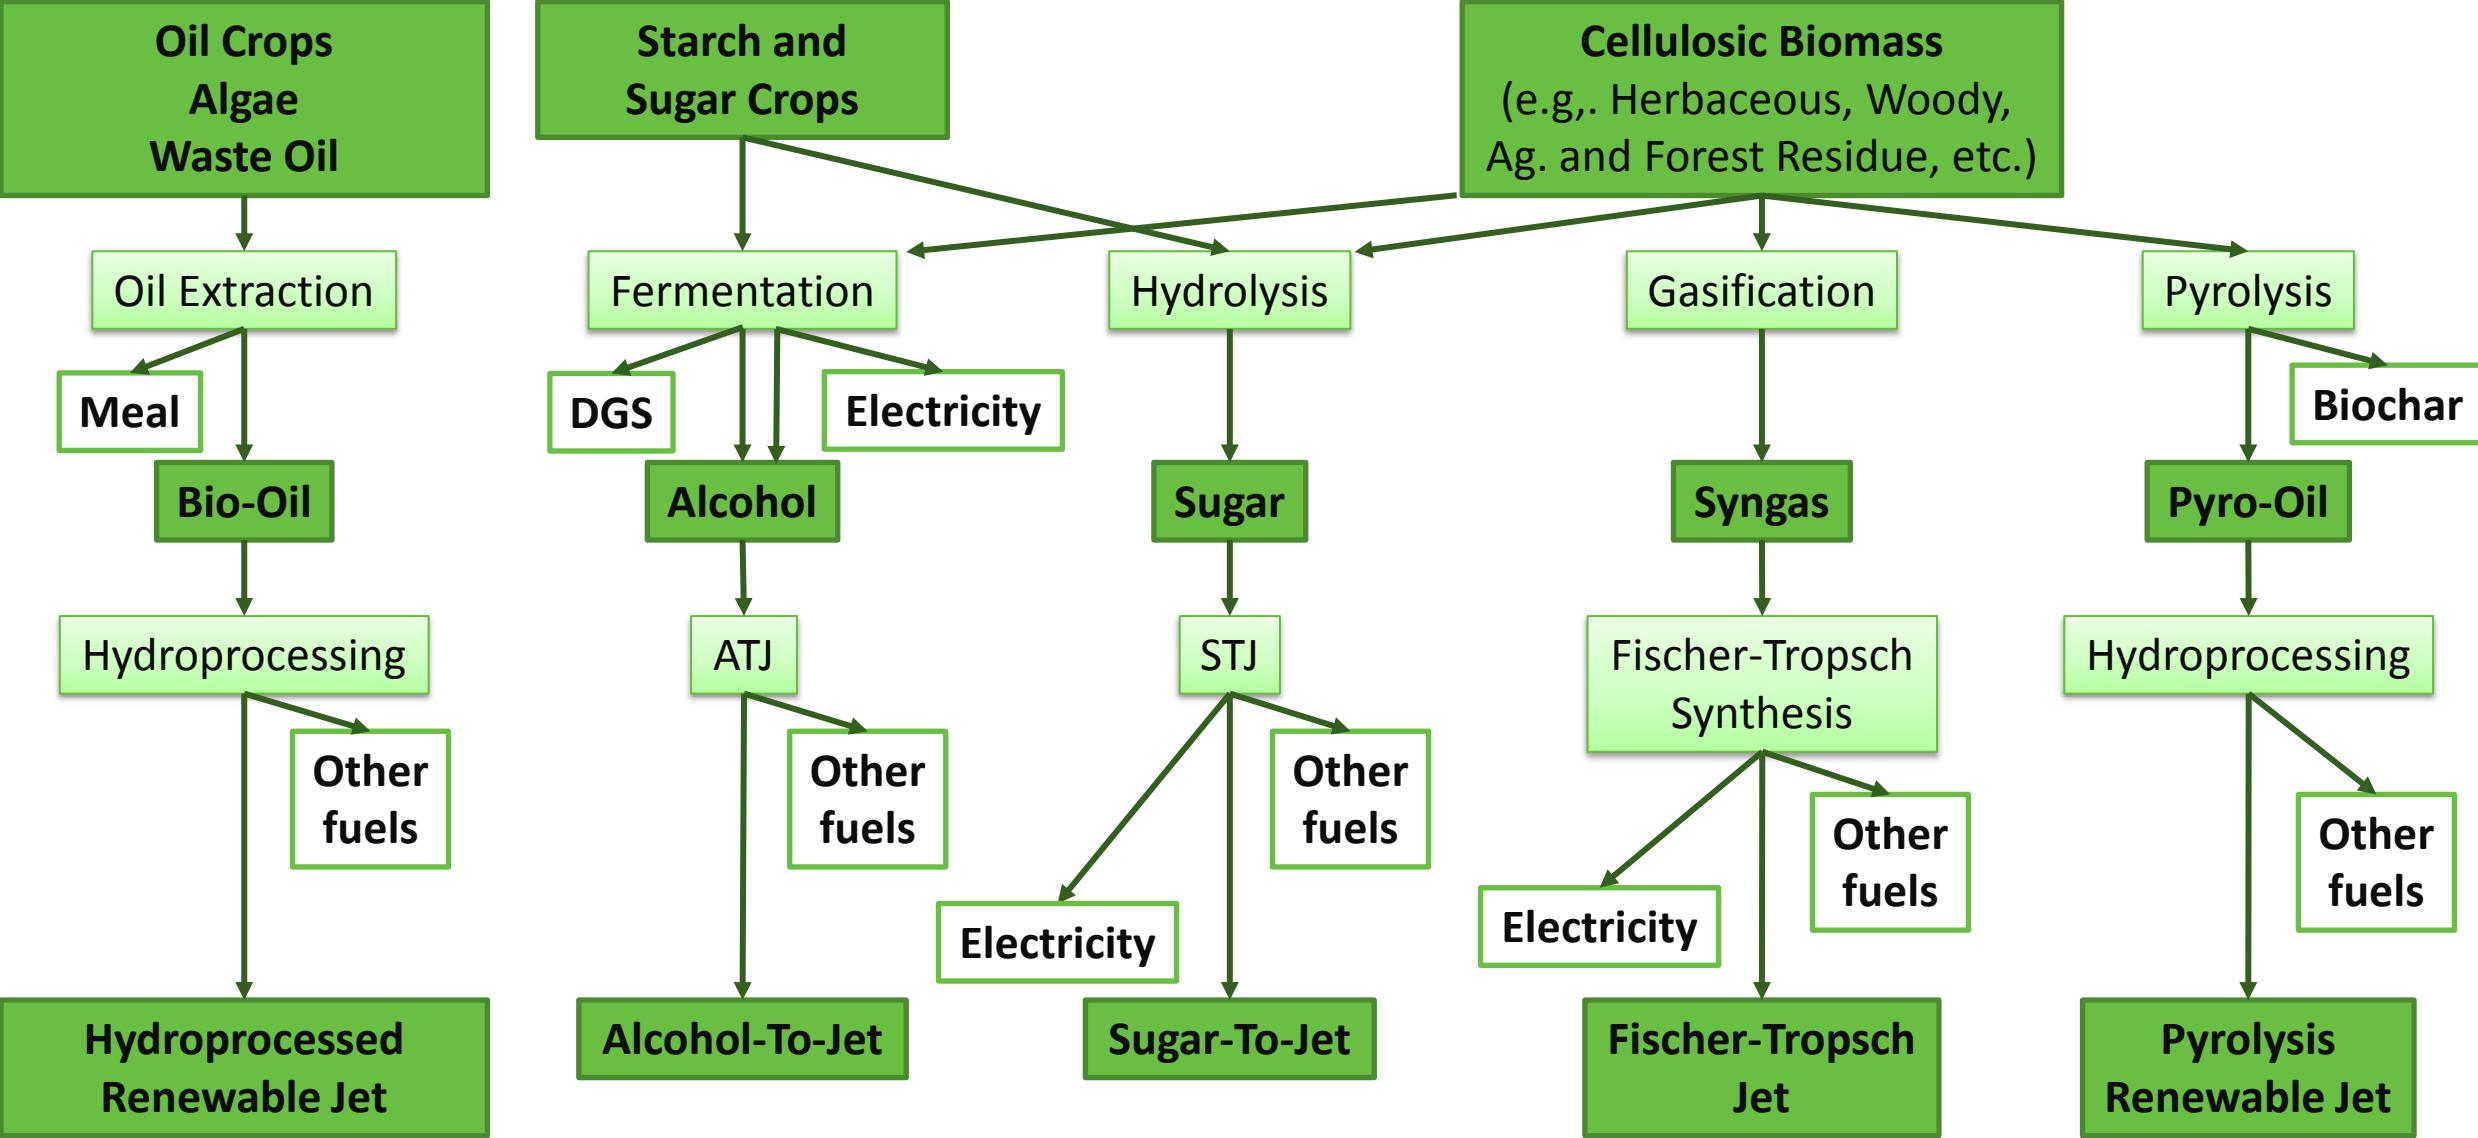 Oil Crops
Algae
Waste Oil
Starch and
Sugar Crops
Cellulosic Biomass
(e.g,. Herbaceous, Woody,
Ag. and Forest Residue, etc.)
Oil Extraction
Fermentation
Hydrolysis
Gasification
Pyrolysis
Meal
DGS
Electricity
Biochar
Bio-Oil
Alcohol
Sugar
Syngas
Pyro-Oil
Hydroprocessing
ATJ
STJ
Fischer-Tropsch
Synthesis
Hydroprocessing
Other
fuels
Other
fuels
Other
fuels
Other
fuels
Other
fuels
Electricity
Electricity
Hydroprocessed
Renewable Jet
Alcohol-To-Jet
Sugar-To-Jet
Fischer-Tropsch
Jet
Pyrolysis
Renewable Jet